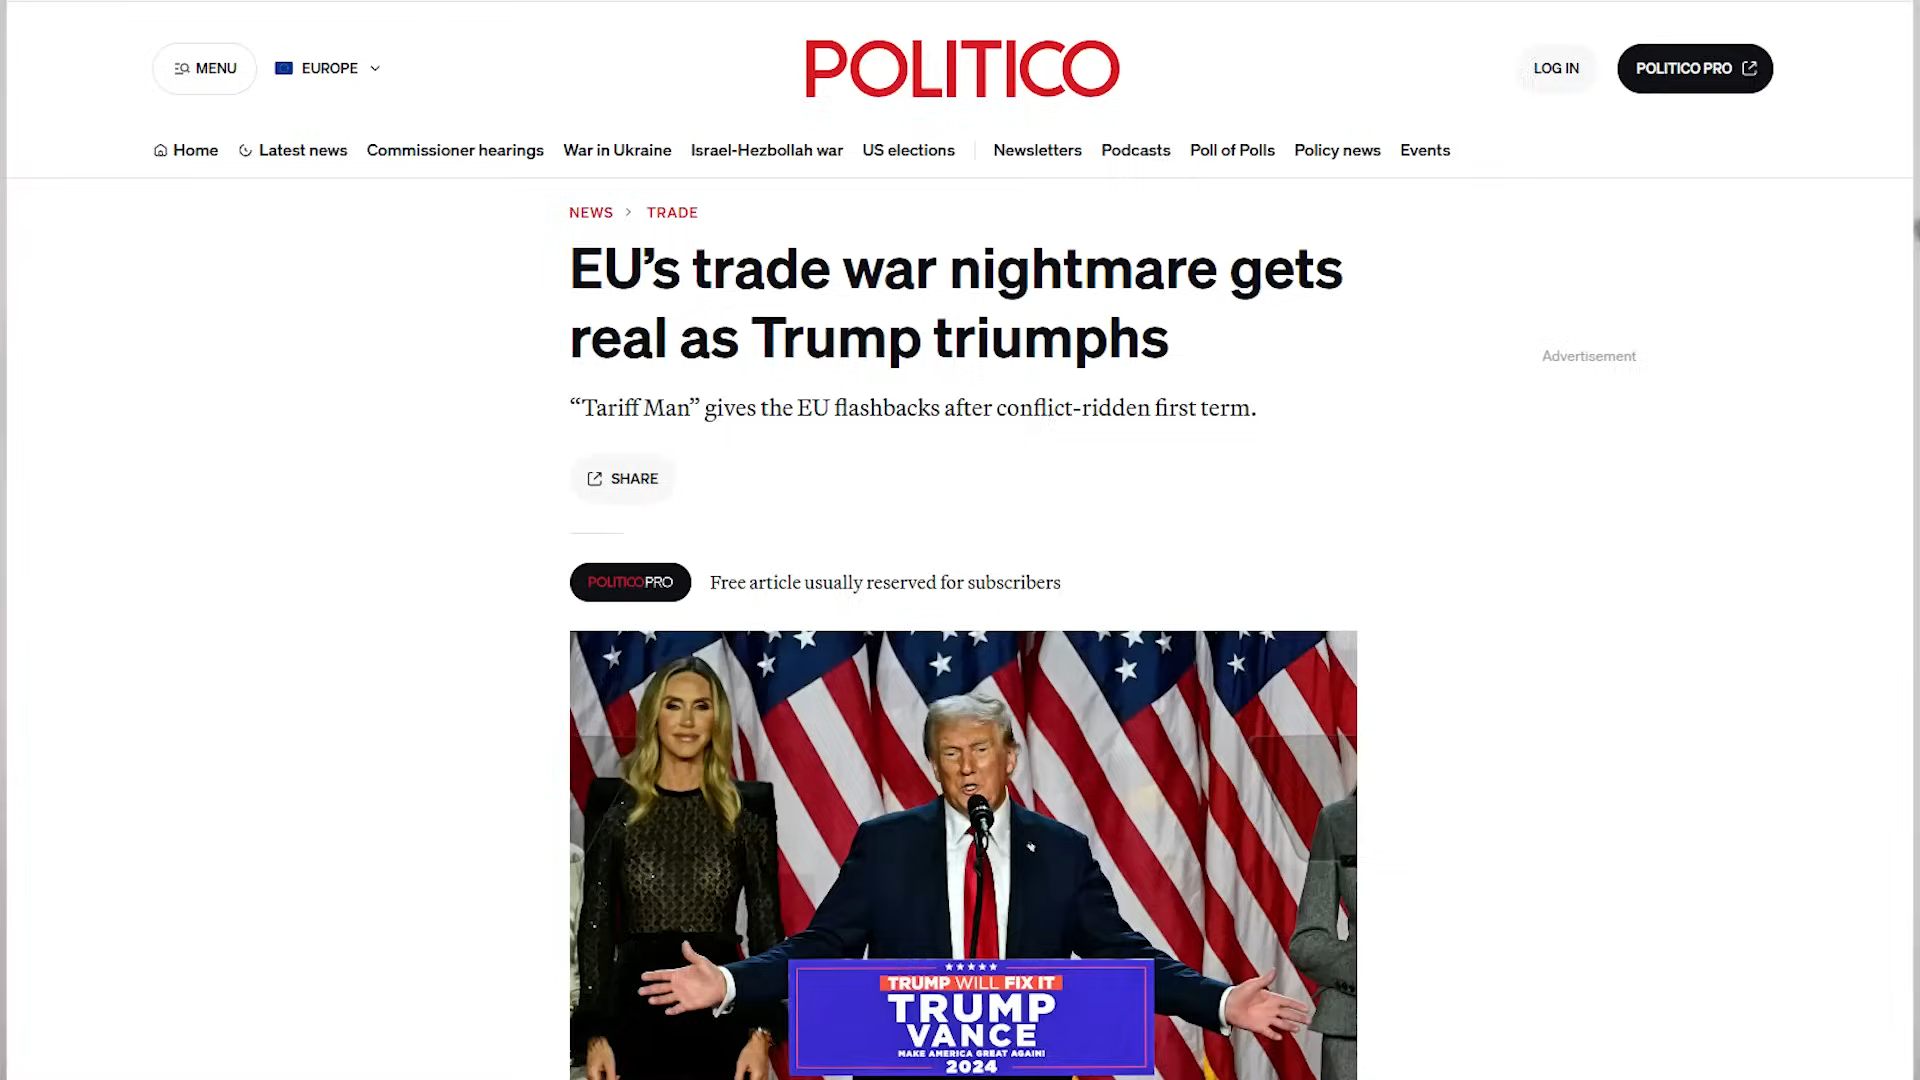 MENU
EUROPE
POLITICO
LOG IN
POLITICO PRO
Home
Latest news
Commissioner hearings
War in Ukraine
Israel-Hezbollah war
US elections
Newsletters
Podcasts
Poll of Polls
Policy news
Events
NEWS > TRADE
EU’s trade war nightmare gets
real as Trump triumphs
“Tariff Man” gives the EU flashbacks after conflict-ridden first term.
Advertisement
SHARE
POLITICOPRO
Free article usually reserved for subscribers
TRUMP WILL FIX IT
TRUMP
VANCE
MAKE AMERICA GREAT AGAIN!
2024